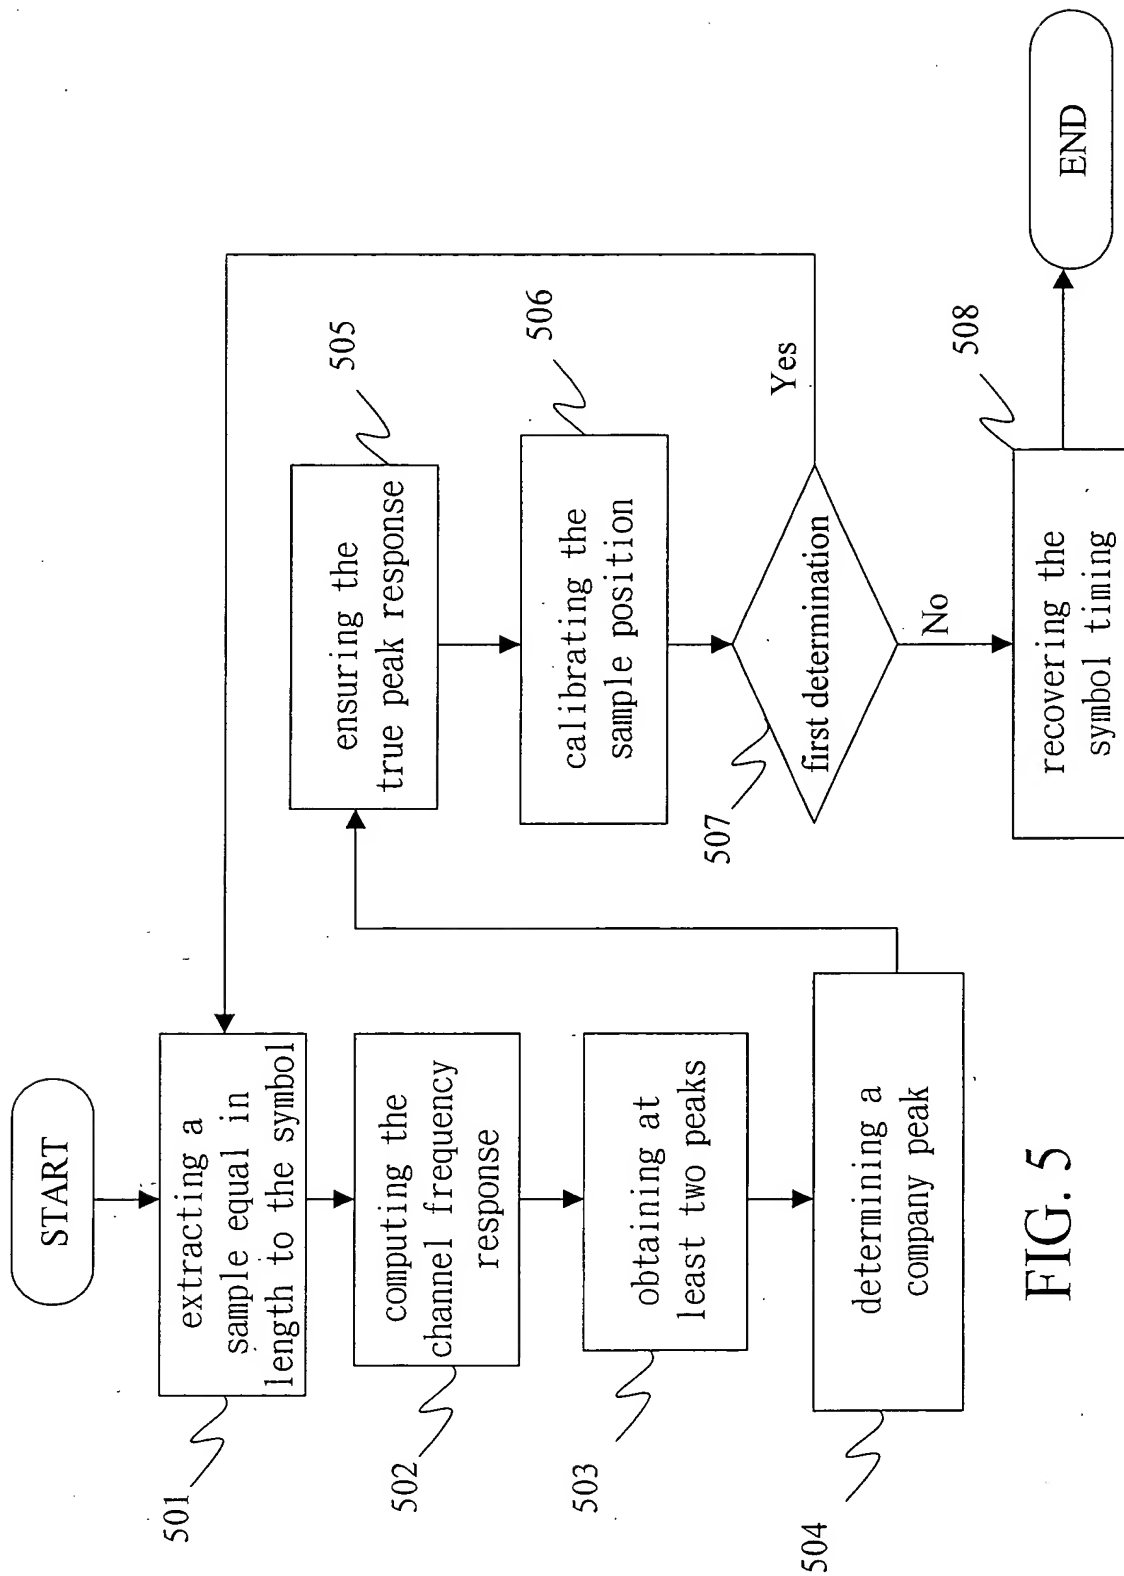 START
501
extracting a
sample equal in
length to the symbol
502
computing the
channel frequency
response
503
obtaining at
least two peaks
504
determining a
company peak
505
ensuring the
true peak response
506
calibrating the
sample position
507
first determination
Yes
No
508
recovering the
symbol timing
END
FIG. 5